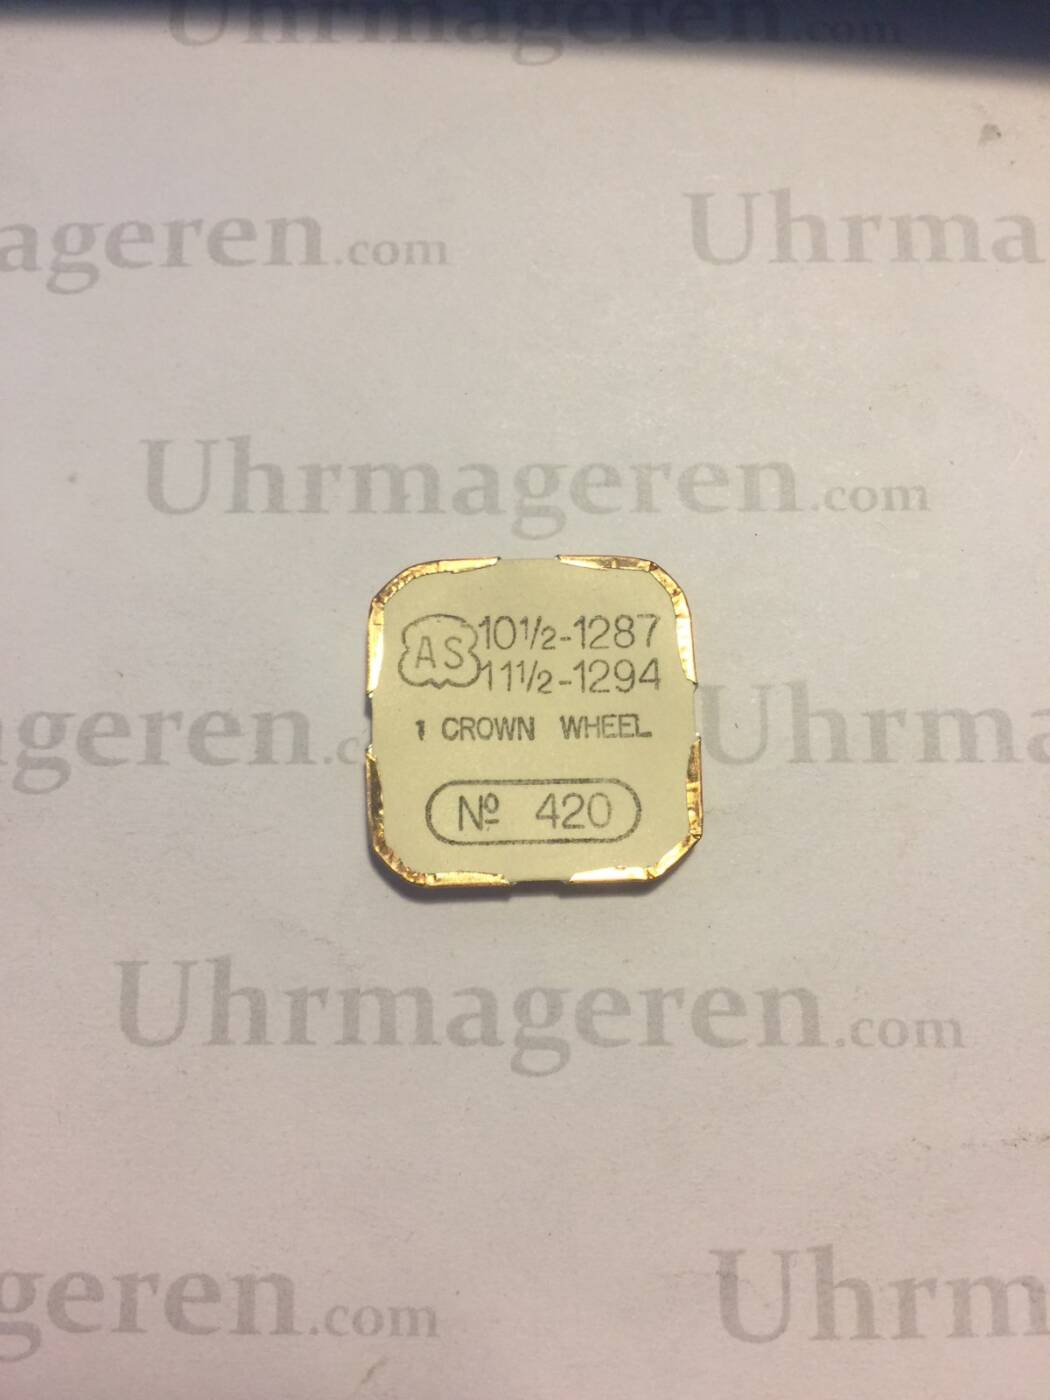 Uhrmageren.com
mageren.com Uhrma
Uhrmageren.com
AS 10½-1287
11½-1294
1 CROWN WHEEL
geren.c Uhrma
Nº 420
Uhrmageren.com
geren.com Uhrm